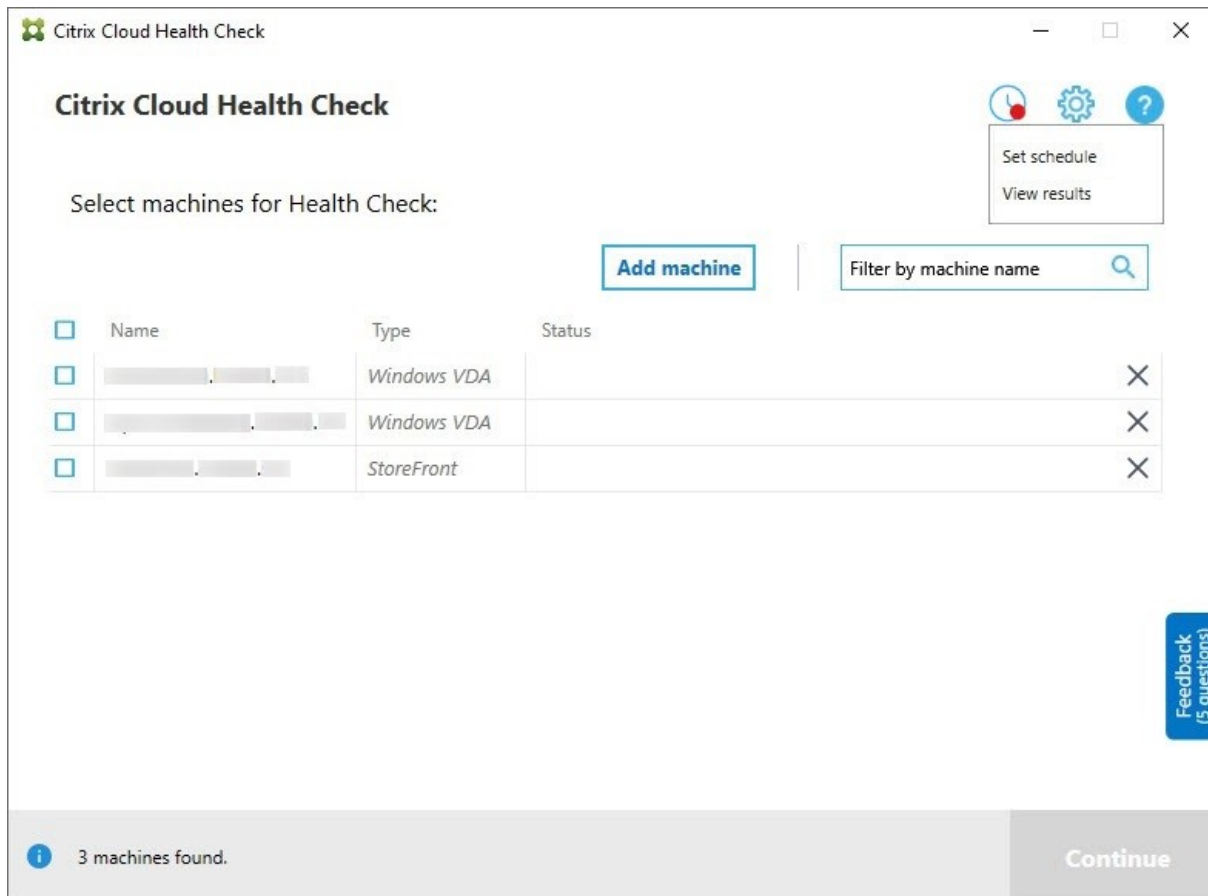 Citrix Cloud Health Check
Citrix Cloud Health Check
?
Set schedule
View results
Select machines for Health Check:
Add machine
Filter by machine name
Name Type Status
Windows VDA
Windows VDA
StoreFront
Feedback
(5 questions)
i 3 machines found.
Continue